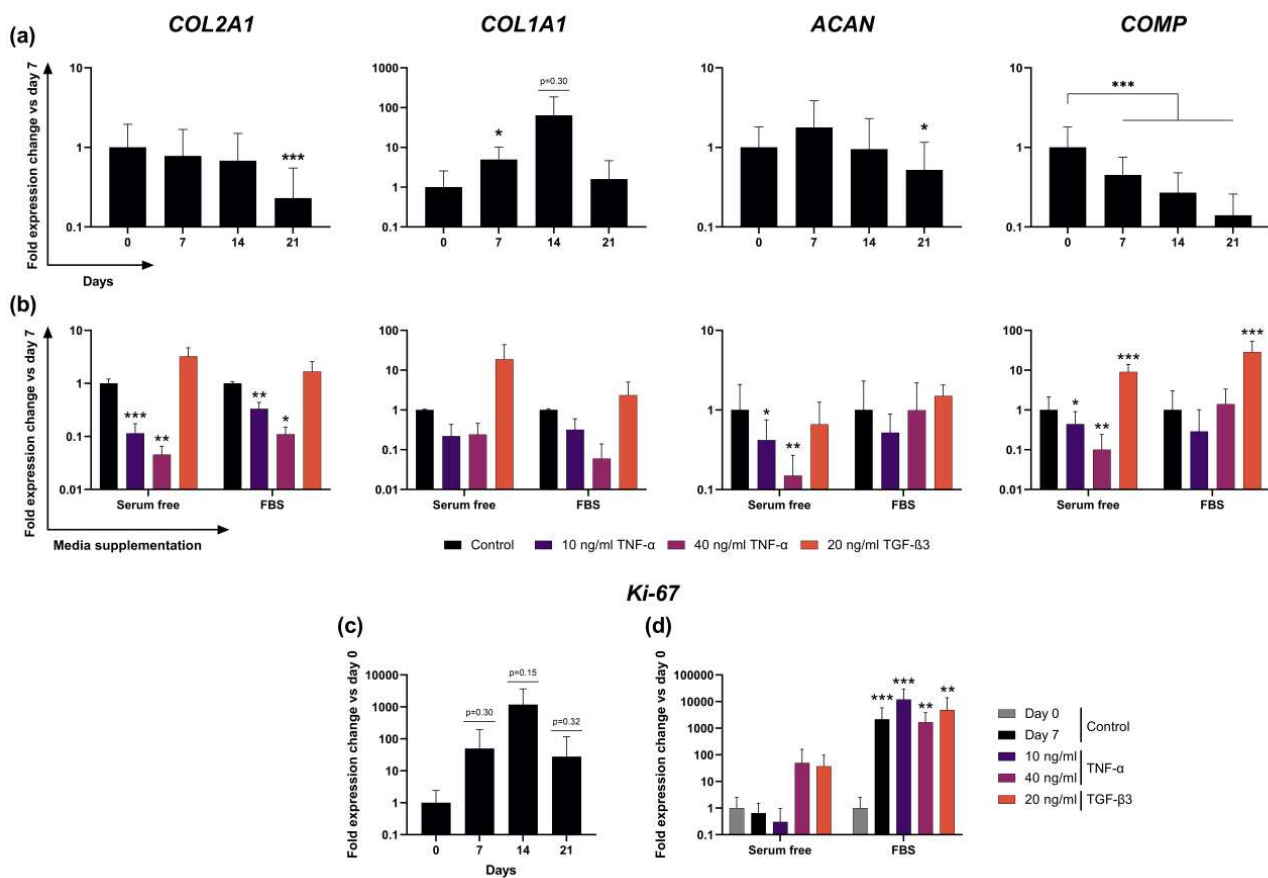 (a)
COL2A1
COL1A1
ACAN
COMP
Fold expression change vs day 7
10
1
0.1
0 7 14 21
***
Days
1000
100
10
1
0.1
0 7 14 21
*
p=0.30
10
1
0.1
0 7 14 21
*
10
1
0.1
0 7 14 21
***
(b)
Fold expression change vs day 7
10
1
0.1
0.01
*** ** ** *
Serum free FBS
Media supplementation
100
10
1
0.1
0.01
Serum free FBS
10
1
0.1
* **
Serum free FBS
100
10
1
0.1
0.01
* ** *** ***
Serum free FBS
Control 10 ng/ml TNF-α 40 ng/ml TNF-α 20 ng/ml TGF-ß3
Ki-67
(c)
Fold expression change vs day 0
10000
1000
100
10
1
0.1
p=0.30
p=0.15
p=0.32
0 7 14 21
Days
(d)
Fold expression change vs day 0
100000
10000
1000
100
10
1
0.1
*** *** ** **
Serum free FBS
Day 0
Day 7
Control
10 ng/ml
40 ng/ml
TNF-α
20 ng/ml TGF-β3